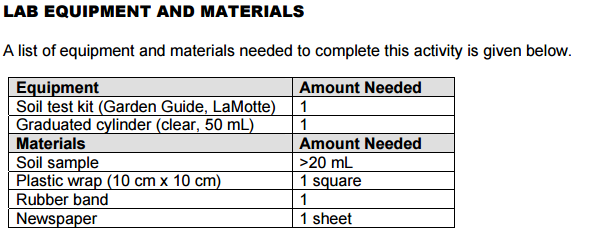 LAB EQUIPMENT AND MATERIALS
A list of equipment and materials needed to complete this activity is given below.
Equipment Amount Needed
Soil test kit (Garden Guide, LaMotte) 1
Graduated cylinder (clear, 50 mL) 1
Materials Amount Needed
Soil sample >20 mL
Plastic wrap (10 cm x 10 cm) 1 square
Rubber band 1
Newspaper 1 sheet